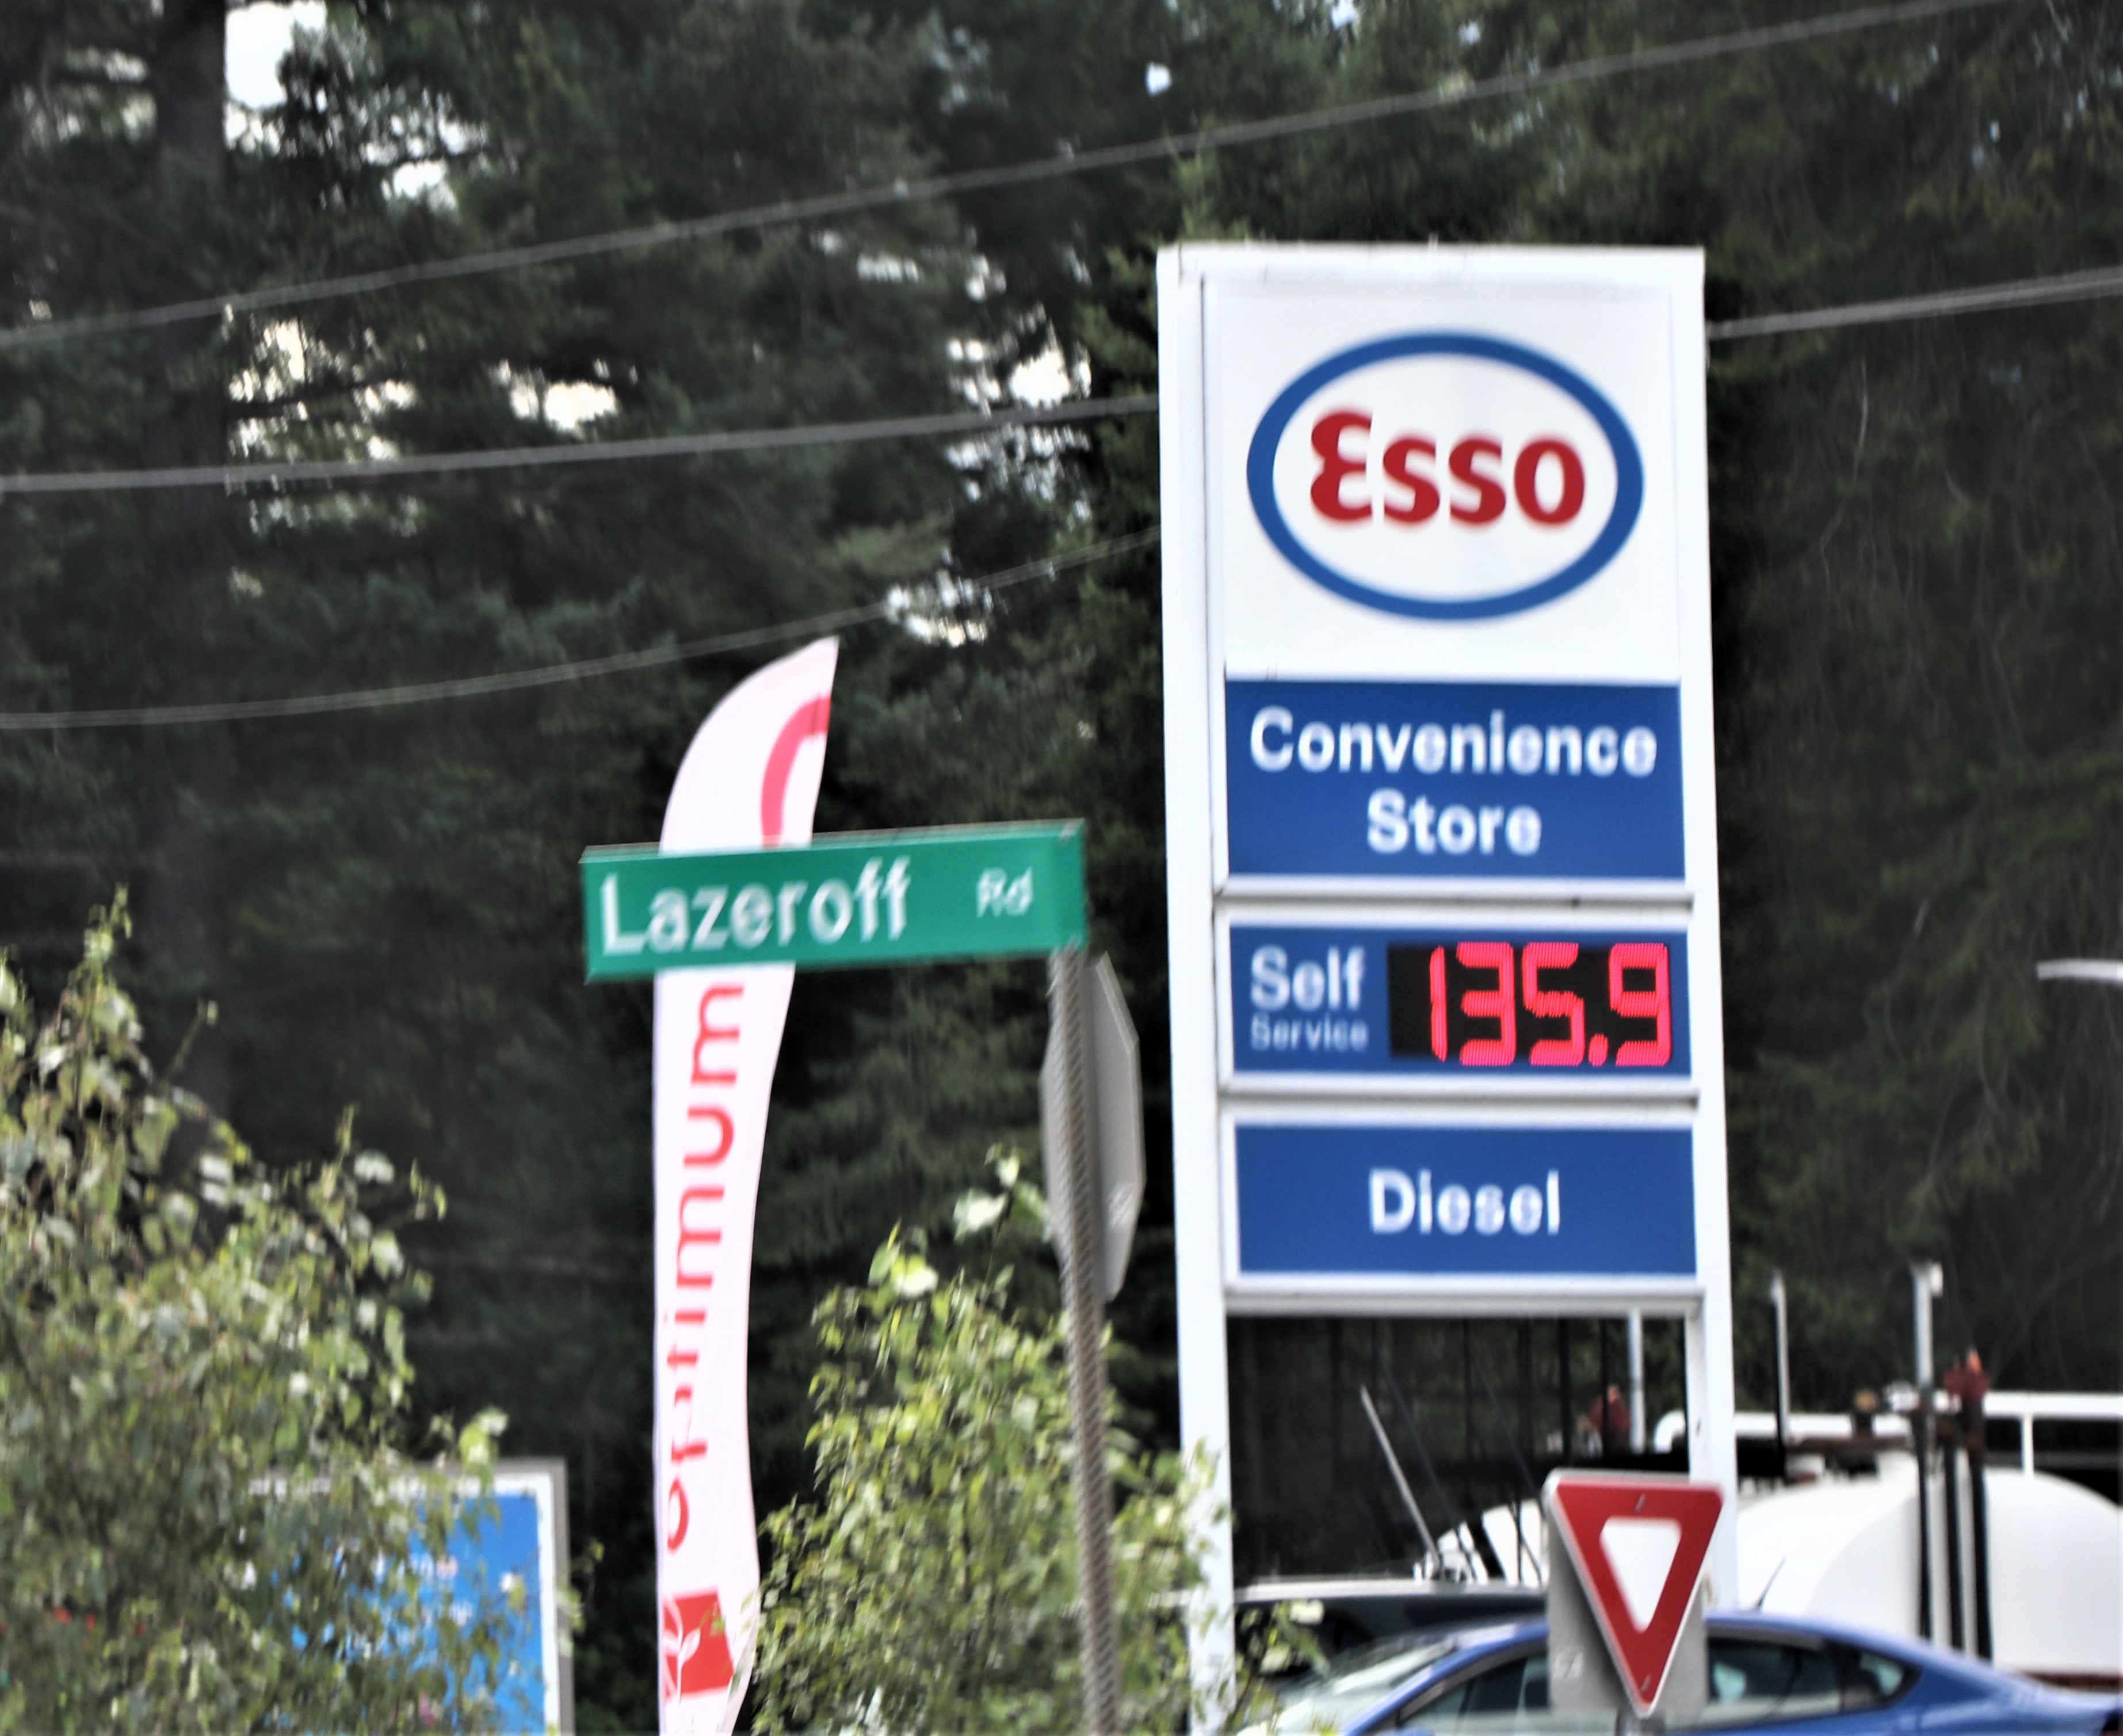 Esso
Convenience
Store
Lazeroff Rd
Self
Service
135.9
Diesel
optimum